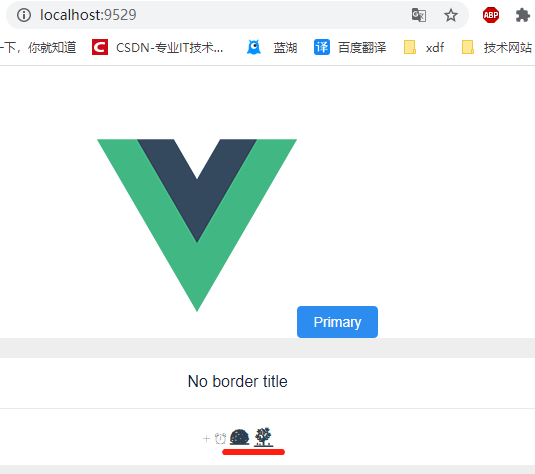 localhost:9529
ABP
一下，你就知道
C
CSDN-专业IT技术...
蓝湖
译
百度翻译
xdf
技术网站
Primary
No border title